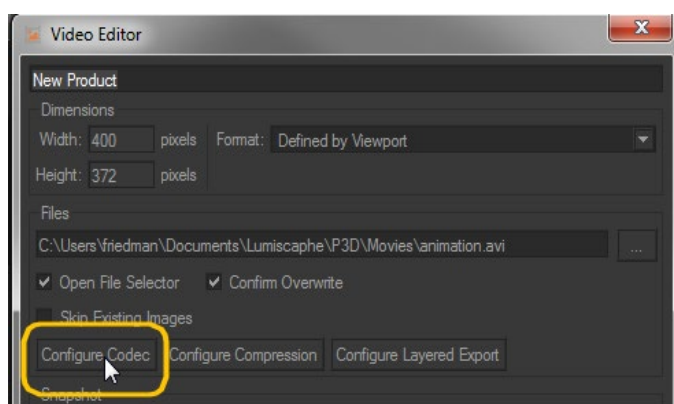 Video Editor
New Product
Dimensions
Width: 400 pixels Format: Defined by Viewport
Height: 372 pixels
Files
C:\Users\friedman\Documents\Lumiscaphe\P3D\Movies\animation.avi ...
Open File Selector Confirm Overwrite
Skip Existing Images
Configure Codec Configure Compression Configure Layered Export
Snapshot